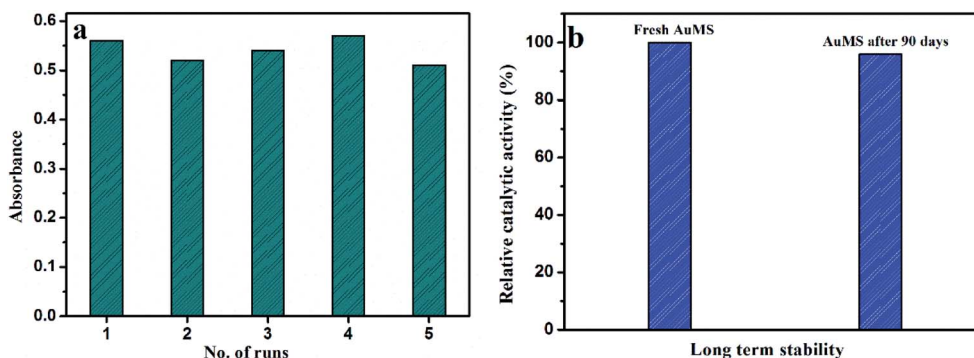 a
Absorbance
0.6
0.5
0.4
0.3
0.2
0.1
0.0
1 2 3 4 5
No. of runs
b
Relative catalytic activity (%)
100
80
60
40
20
0
Fresh AuMS
AuMS after 90 days
Long term stability